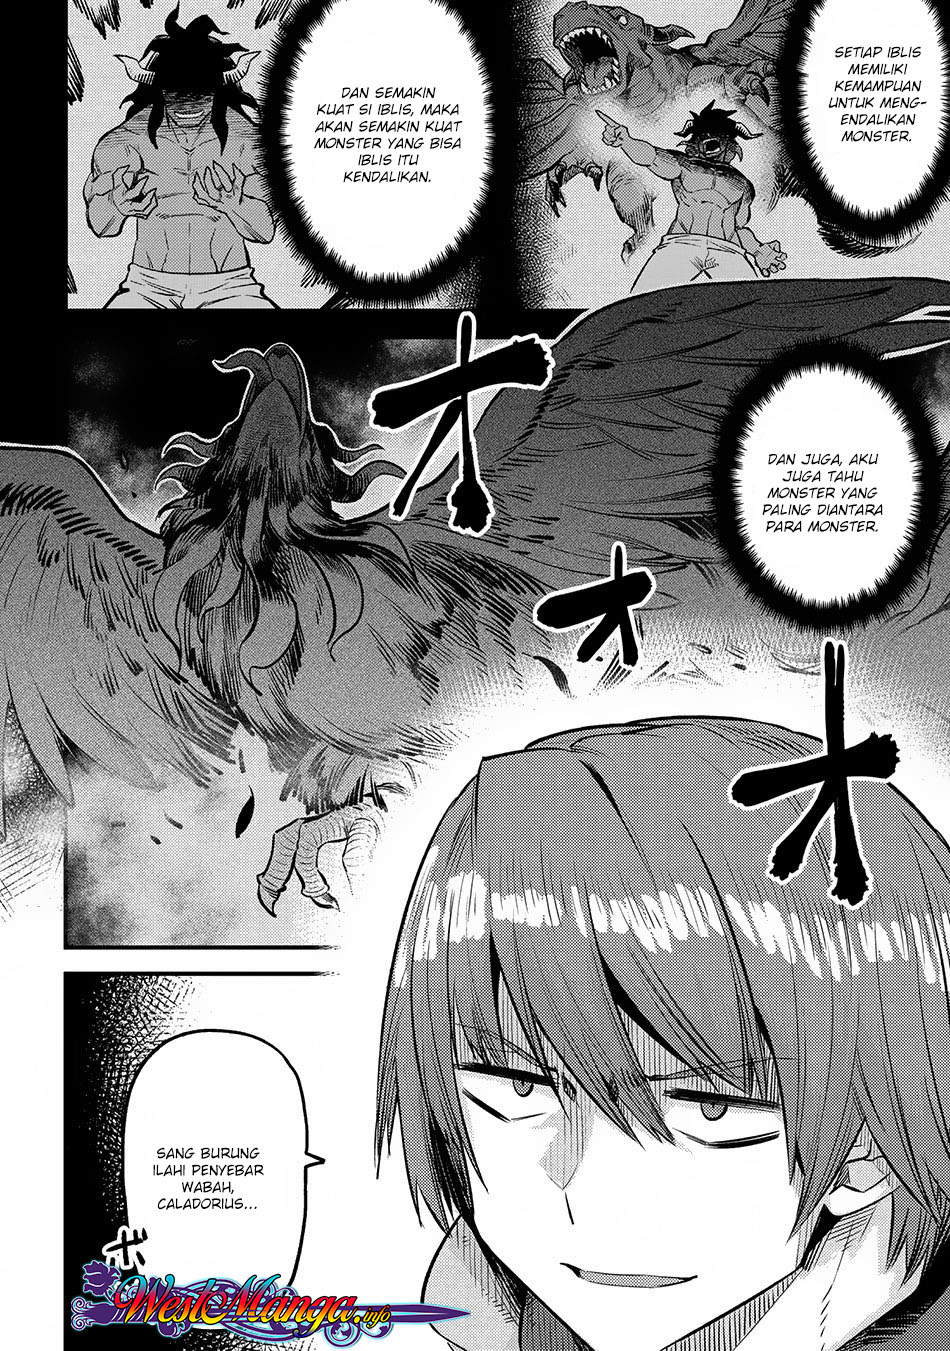 SETIAP IBLIS
MEMILIKI
KEMAMPUAN
UNTUK MENG-
ENDALIKAN
MONSTER.
DAN SEMAKIN
KUAT SI IBLIS, MAKA
AKAN SEMAKIN KUAT
MONSTER YANG BISA
IBLIS ITU
KENDALIKAN.
オ
オ
オ
DAN JUGA, AKU
JUGA TAHU
MONSTER YANG
PALING DIANTARA
PARA MONSTER.
SANG BURUNG
ILAHI PENYEBAR
WABAH,
CALADORIUS...
ボ
WestManga.info